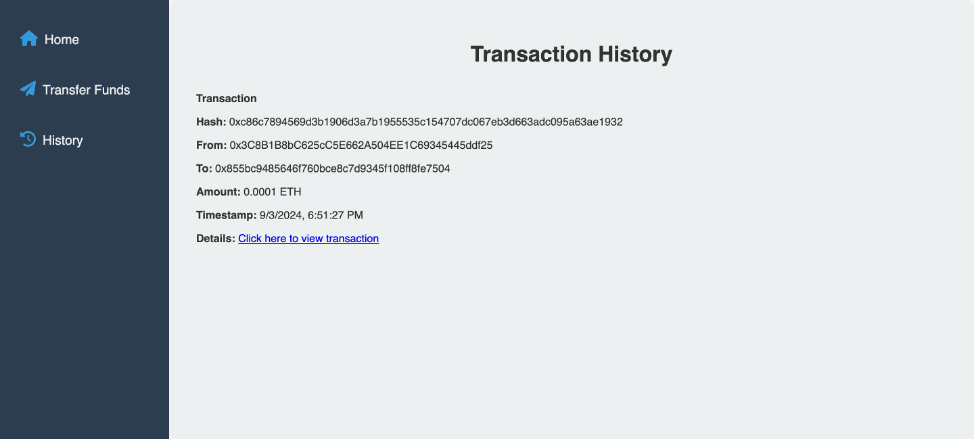 Home
Transfer Funds
History
Transaction History
Transaction
Hash: 0xc86c7894569d3b1906d3a7b1955535c154707dc067eb3d663adc095a63ae1932
From: 0x3C8B1B8bC625cC5E662A504EE1C69345445ddf25
To: 0x855bc9485646f760bce8c7d9345f108ff8fe7504
Amount: 0.0001 ETH
Timestamp: 9/3/2024, 6:51:27 PM
Details: Click here to view transaction